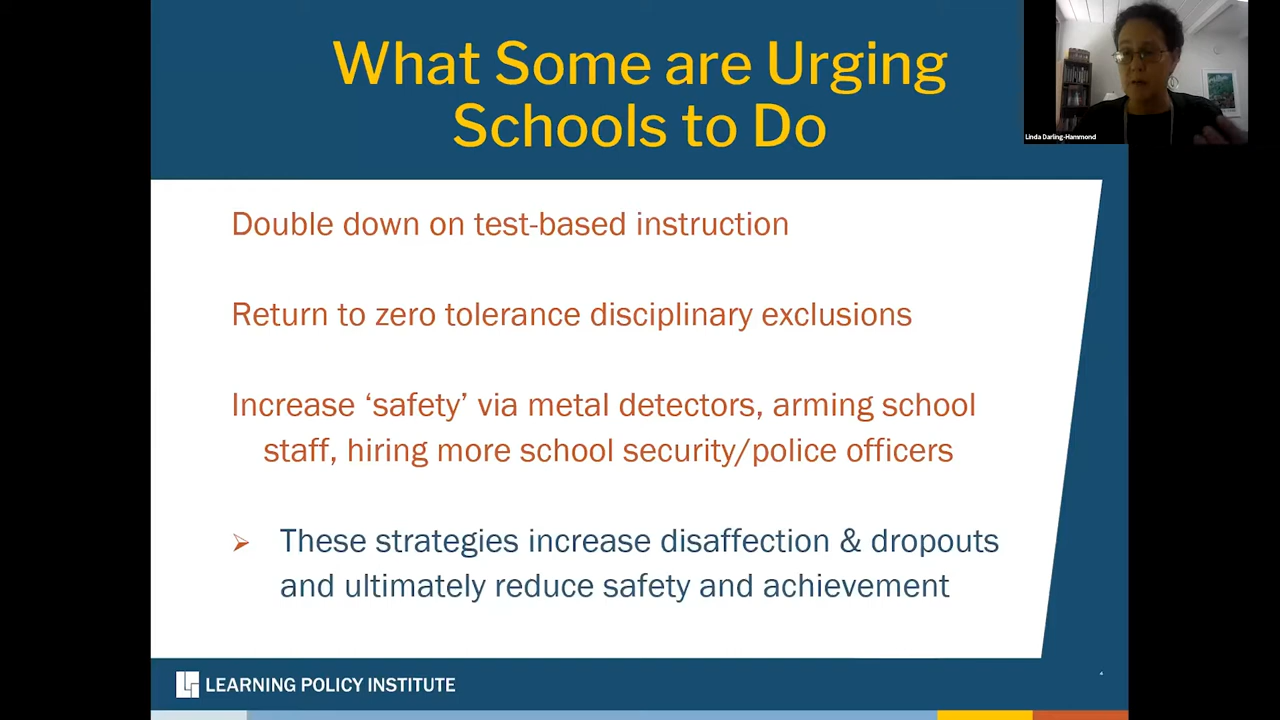 What Some are Urging
Schools to Do
Linda Darling-Hammond
Double down on test-based instruction
Return to zero tolerance disciplinary exclusions
Increase ‘safety’ via metal detectors, arming school
staff, hiring more school security/police officers
➢ These strategies increase disaffection & dropouts
and ultimately reduce safety and achievement
LEARNING POLICY INSTITUTE